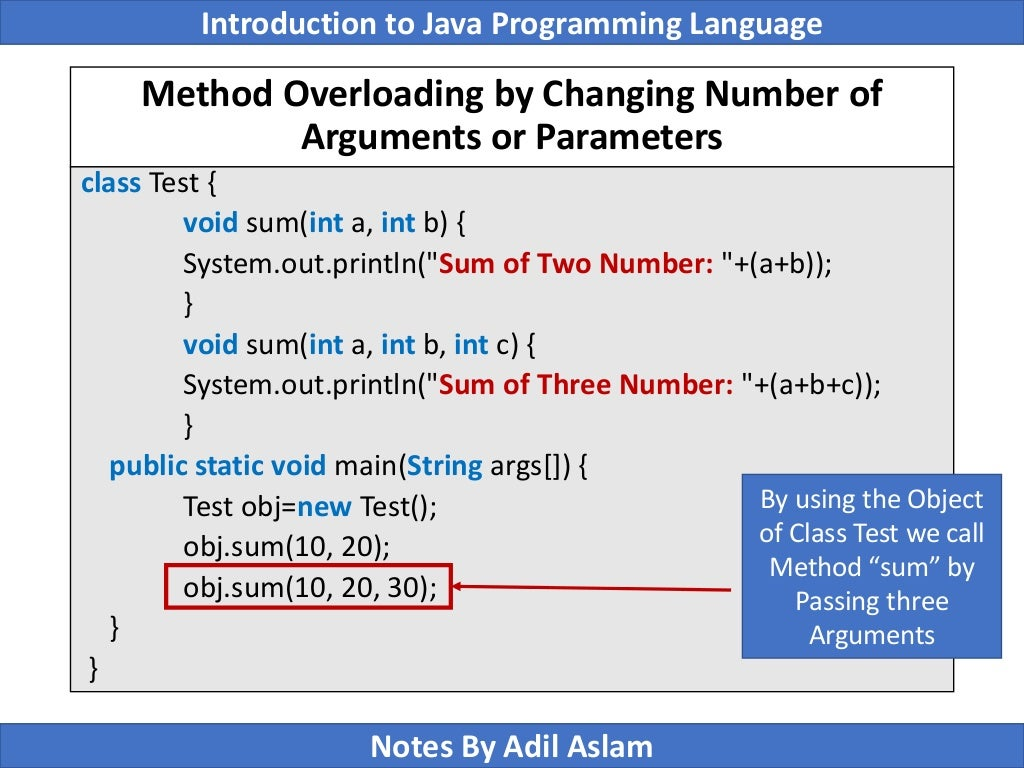 Introduction to Java Programming Language
Method Overloading by Changing Number of
Arguments or Parameters
class Test {
void sum(int a, int b) {
System.out.println("Sum of Two Number: "+(a+b));
}
void sum(int a, int b, int c) {
System.out.println("Sum of Three Number: "+(a+b+c));
}
public static void main(String args[]) {
Test obj=new Test();
obj.sum(10, 20);
obj.sum(10, 20, 30);
}
}
By using the Object
of Class Test we call
Method “sum” by
Passing three
Arguments
Notes By Adil Aslam